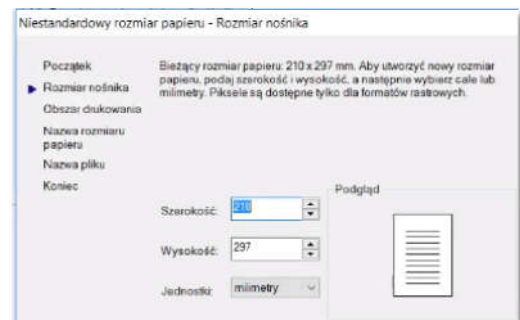 Niestandardowy rozmiar papieru - Rozmiar nośnika
Początek
Rozmiar nośnika
Obszar drukowania
Nazwa rozmiaru
papieru
Nazwa pliku
Koniec
Bieżący rozmiar papieru: 210 x 297 mm. Aby utworzyć nowy rozmiar
papieru, podaj szerokość i wysokość, a następnie wybierz cale lub
milimetry. Piksele są dostępne tylko dla formatów rastrowych.
Szerokość: 210
Wysokość: 297
Jednostki: milimetry
Podgląd